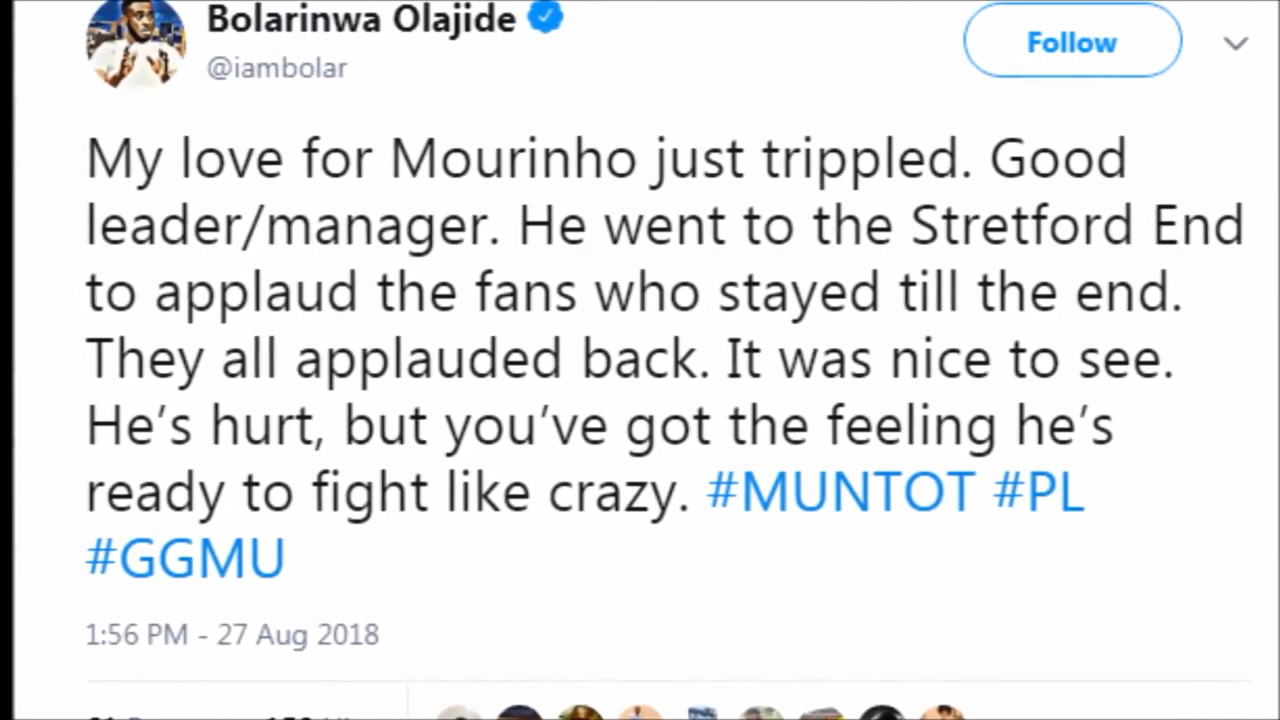 Bolarinwa Olajide
@iambolar
Follow
My love for Mourinho just trippled. Good
leader/manager. He went to the Stretford End
to applaud the fans who stayed till the end.
They all applauded back. It was nice to see.
He's hurt, but you've got the feeling he's
ready to fight like crazy. #MUNTOT #PL
#GGMU
1:56 PM - 27 Aug 2018